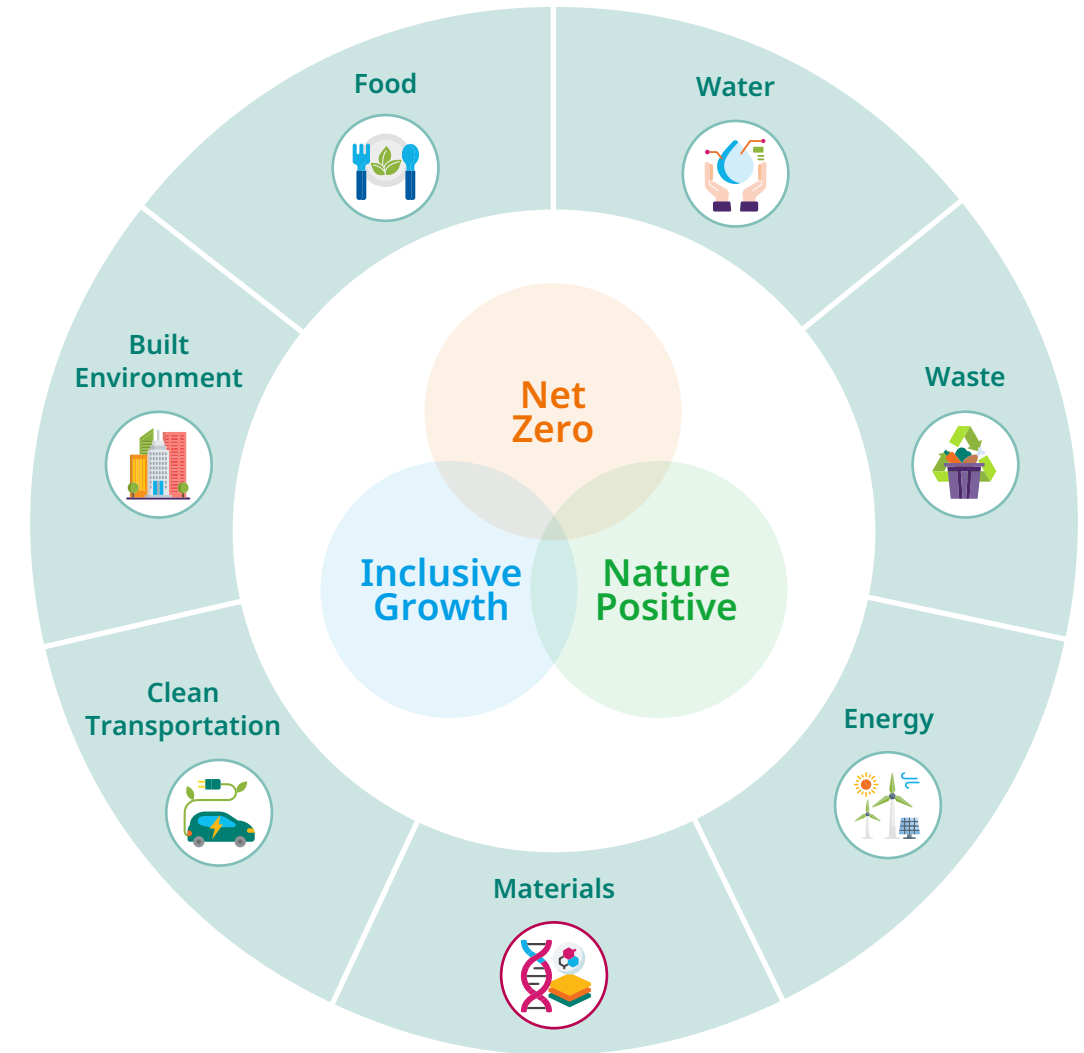 Food
Water
Built
Environment
Waste
Net
Zero
Inclusive
Growth
Nature
Positive
Clean
Transportation
Energy
Materials